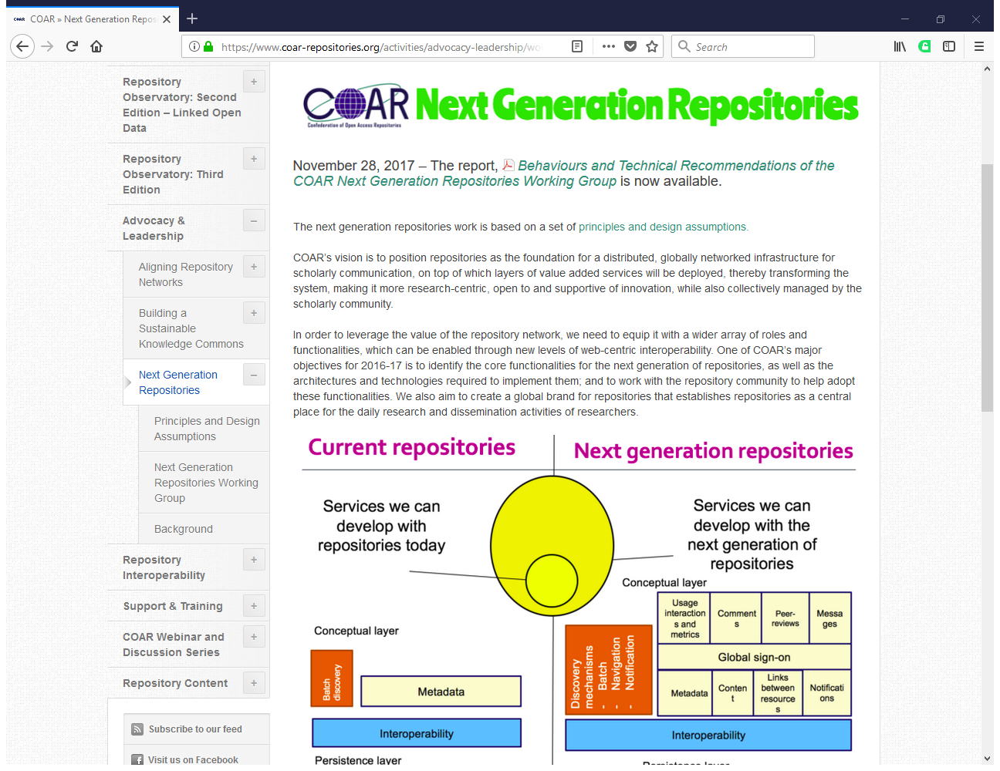 COAR » Next Generation Repos
https://www.coar-repositories.org/activities/advocacy-leadership/wo
Search
Repository
Observatory: Second
Edition – Linked Open
Data
Repository
Observatory: Third
Edition
Advocacy &
Leadership
Aligning Repository
Networks
Building a
Sustainable
Knowledge Commons
Next Generation
Repositories
Principles and Design
Assumptions
Next Generation
Repositories Working
Group
Background
Repository
Interoperability
Support & Training
COAR Webinar and
Discussion Series
Repository Content
Subscribe to our feed
Visit us on Facebook
COAR Next Generation Repositories
Confederation of Open Access Repositories
November 28, 2017 – The report, Behaviours and Technical Recommendations of the
COAR Next Generation Repositories Working Group is now available.
The next generation repositories work is based on a set of principles and design assumptions.
COAR's vision is to position repositories as the foundation for a distributed, globally networked infrastructure for
scholarly communication, on top of which layers of value added services will be deployed, thereby transforming the
system, making it more research-centric, open to and supportive of innovation, while also collectively managed by the
scholarly community.
In order to leverage the value of the repository network, we need to equip it with a wider array of roles and
functionalities, which can be enabled through new levels of web-centric interoperability. One of COAR's major
objectives for 2016-17 is to identify the core functionalities for the next generation of repositories, as well as the
architectures and technologies required to implement them; and to work with the repository community to help adopt
these functionalities. We also aim to create a global brand for repositories that establishes repositories as a central
place for the daily research and dissemination activities of researchers.
Current repositories
Services we can
develop with
repositories today
Conceptual layer
Batch
discovery
Metadata
Interoperability
Persistence layer
Next generation repositories
Services we can
develop with the
next generation of
repositories
Conceptual layer
Discovery
mechanisms
- Batch
- Navigation
- Notification
Usage
interaction
s and
metrics
Comment
s
Peer-
reviews
Messa
ges
Global sign-on
Metadata
Conten
t
Links
between
resource
s
Notificati
ons
Interoperability
Persistence layer